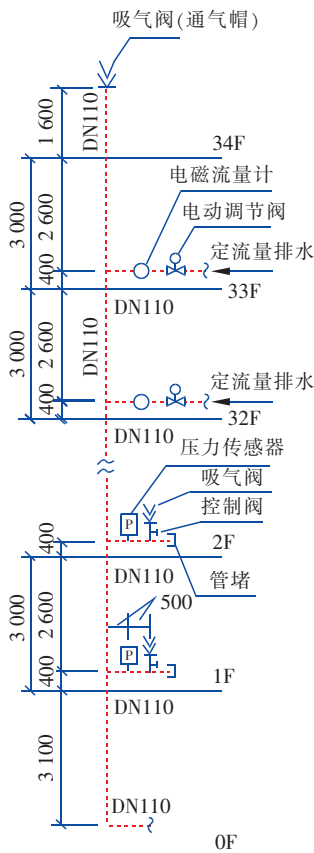 吸气阀(通气帽)
1 600
DN110
34F
电磁流量计
3 000
2 600
电动调节阀
定流量排水
400
33F
DN110
3 000
2 600
DN110
定流量排水
400
32F
DN110
压力传感器
吸气阀
控制阀
P
400
2F
DN110
管堵
500
3 000
2 600
P
400
1F
DN110
3 100
DN110
0F